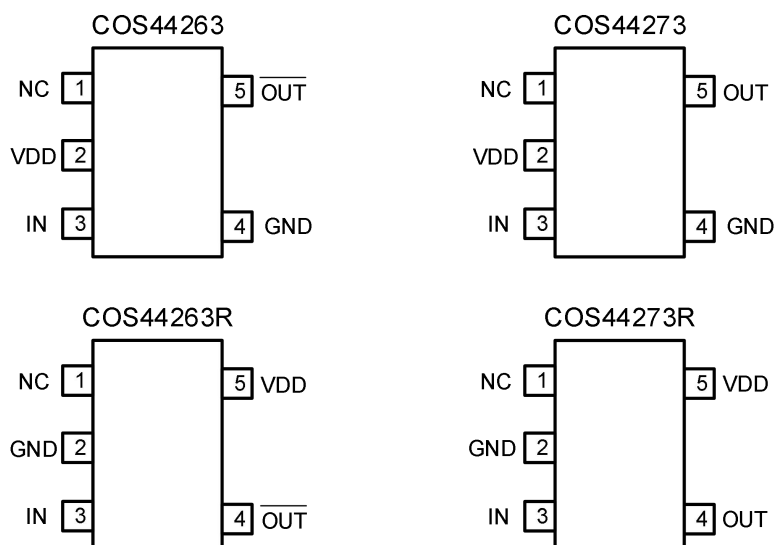 COS44263
NC 1 5 O̅U̅T̅
VDD 2
IN 3 4 GND
COS44273
NC 1 5 OUT
VDD 2
IN 3 4 GND
COS44263R
NC 1 5 VDD
GND 2
IN 3 4 O̅U̅T̅
COS44273R
NC 1 5 VDD
GND 2
IN 3 4 OUT